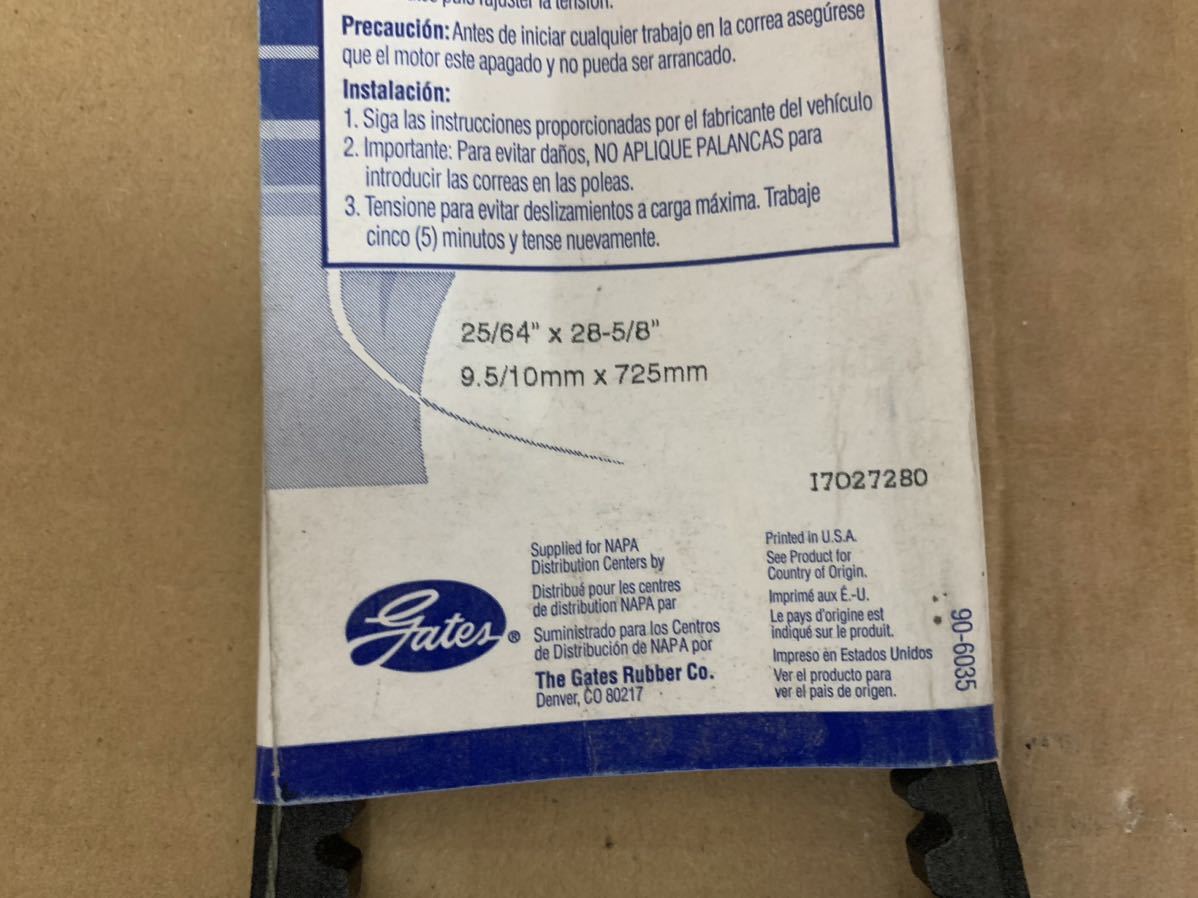 rajuster la tension.
Precaución: Antes de iniciar cualquier trabajo en la correa asegúrese
que el motor este apagado y no pueda ser arrancado.
Instalación:
1. Siga las instrucciones proporcionadas por el fabricante del vehículo
2. Importante: Para evitar daños, NO APLIQUE PALANCAS para
introducir las correas en las poleas.
3. Tensione para evitar deslizamientos a carga máxima. Trabaje
cinco (5) minutos y tense nuevamente.
25/64" x 28-5/8"
9.5/10mm x 725mm
I7027280
Gates®
Supplied for NAPA
Distribution Centers by
Distribué pour les centres
de distribution NAPA par
Suministrado para los Centros
de Distribución de NAPA por
The Gates Rubber Co.
Denver, CO 80217
Printed in U.S.A.
See Product for
Country of Origin.
Imprimé aux É.-U.
Le pays d'origine est
indiqué sur le produit.
Impreso en Estados Unidos
Ver el producto para
ver el pais de origen.
90-6035